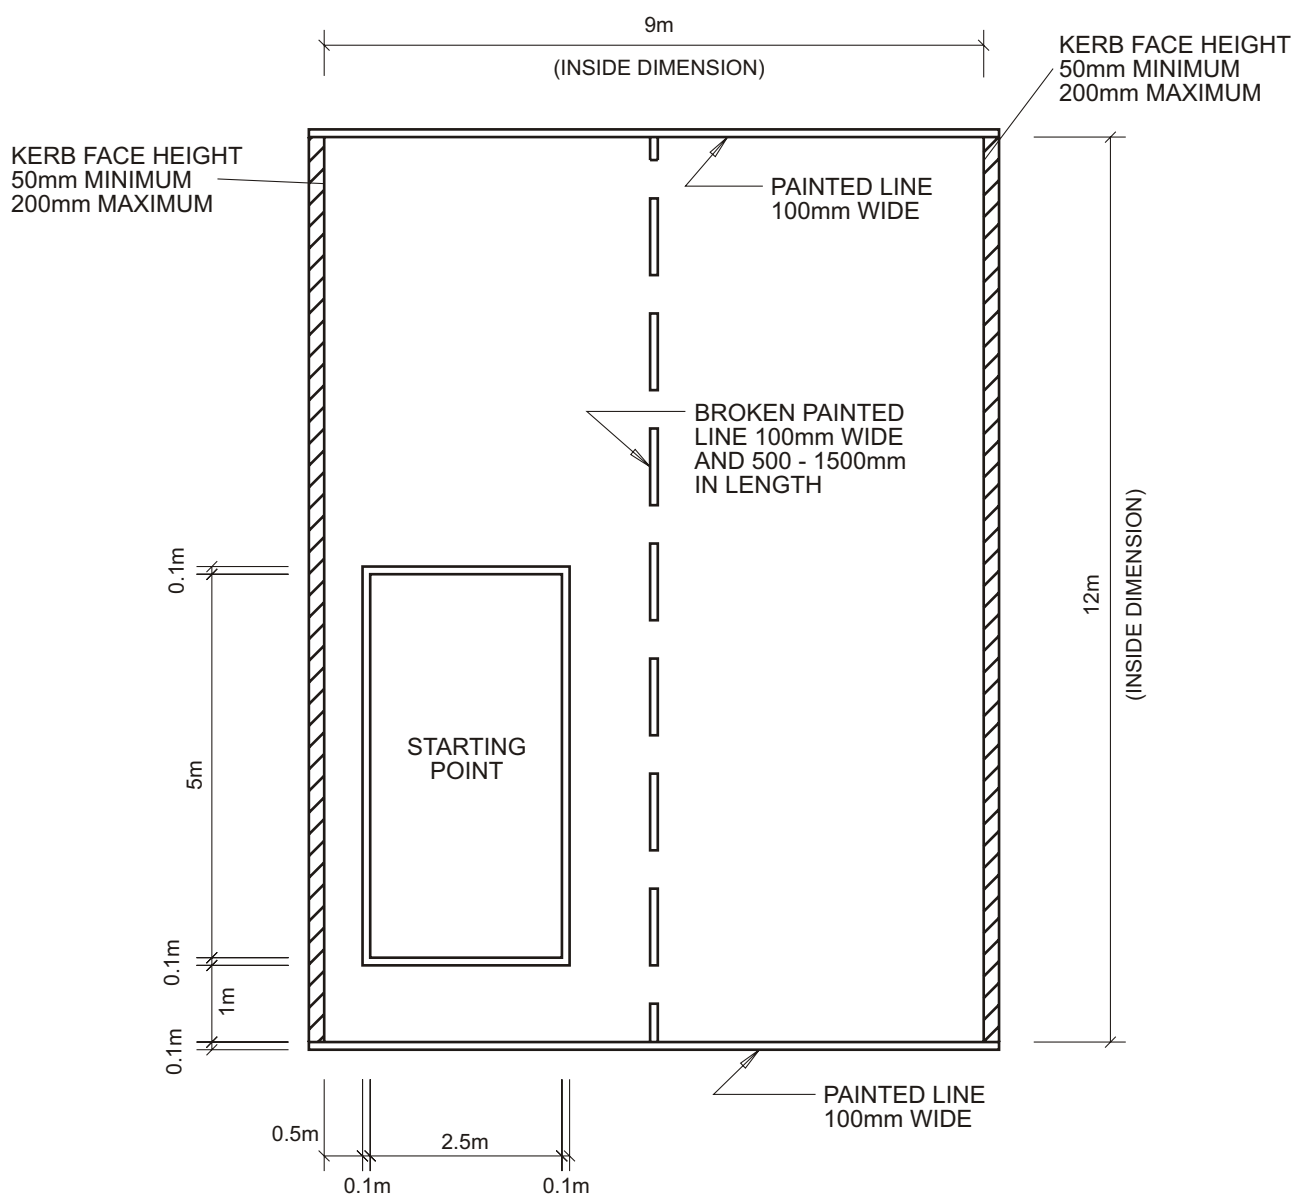 9m
(INSIDE DIMENSION)
KERB FACE HEIGHT
50mm MINIMUM
200mm MAXIMUM
KERB FACE HEIGHT
50mm MINIMUM
200mm MAXIMUM
PAINTED LINE
100mm WIDE
BROKEN PAINTED
LINE 100mm WIDE
AND 500 - 1500mm
IN LENGTH
12m
(INSIDE DIMENSION)
0.1m
5m
0.1m
1m
0.1m
STARTING
POINT
PAINTED LINE
100mm WIDE
0.5m
2.5m
0.1m
0.1m